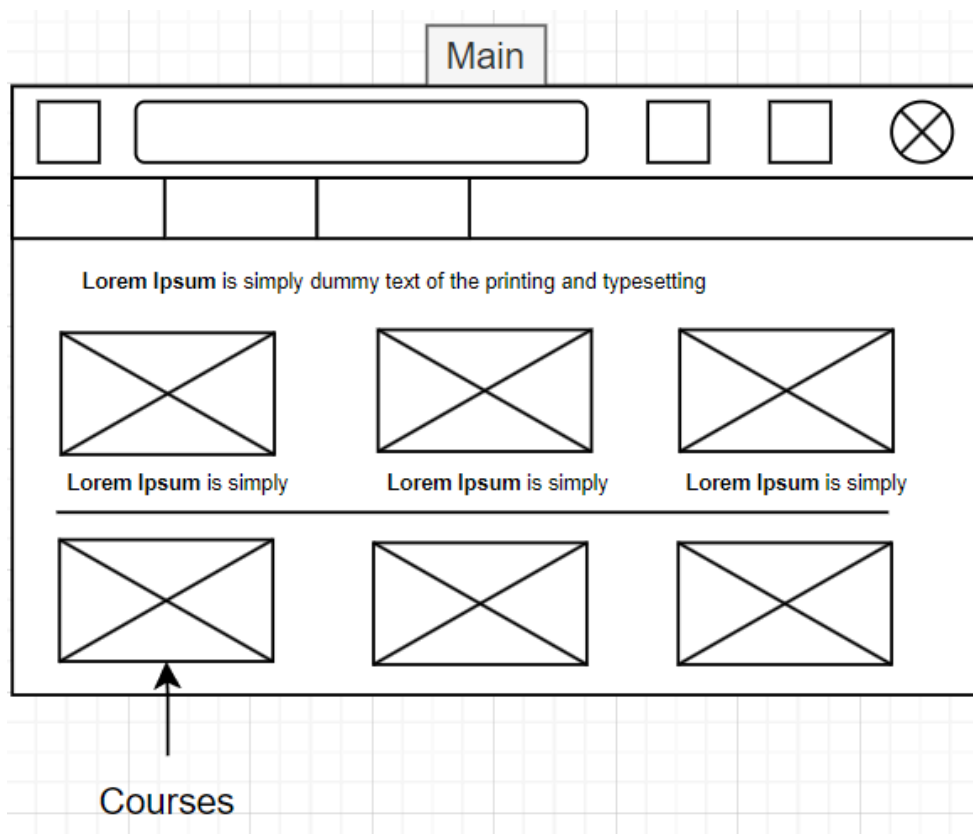 Main
Lorem Ipsum is simply dummy text of the printing and typesetting
Lorem Ipsum is simply
Lorem Ipsum is simply
Lorem Ipsum is simply
Courses